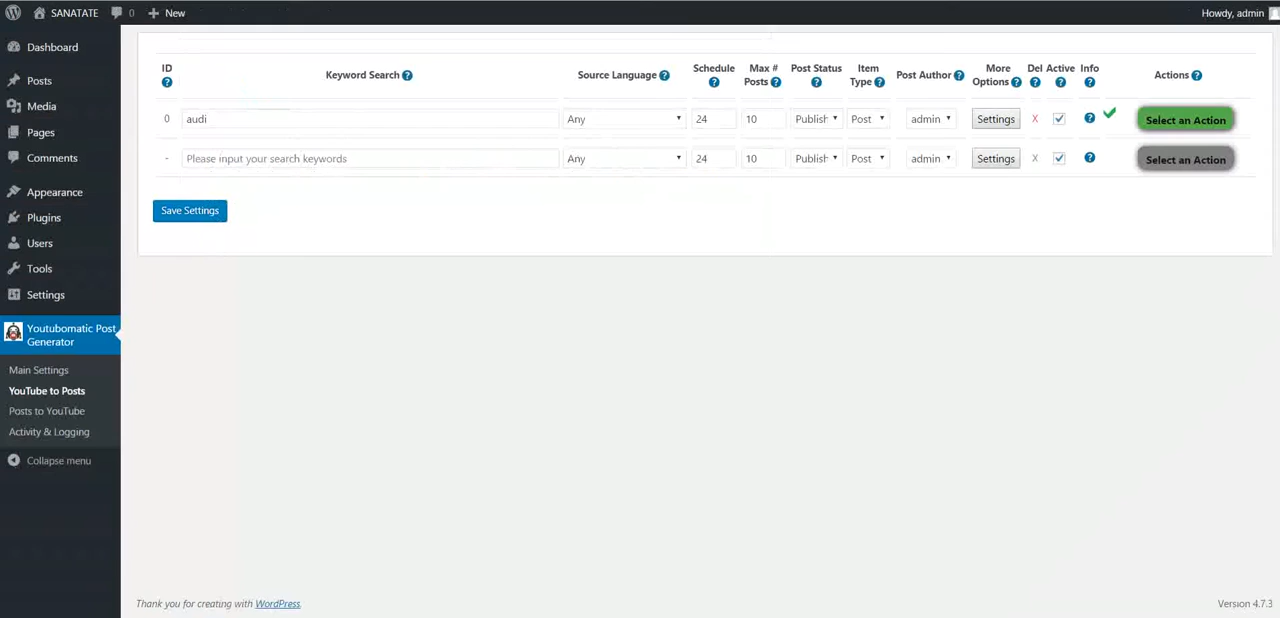 SANATATE 0 New Howdy, admin
Dashboard
Posts
Media
Pages
Comments
Appearance
Plugins
Users
Tools
Settings
Youtubomatic Post
Generator
Main Settings
YouTube to Posts
Posts to YouTube
Activity & Logging
Collapse menu
ID Keyword Search Source Language Schedule Max # Posts Post Status Item Type Post Author More Options Del Active Info Actions
0 audi Any 24 10 Publish Post admin Settings X Select an Action
- Please input your search keywords Any 24 10 Publish Post admin Settings X Select an Action
Save Settings
Thank you for creating with WordPress. Version 4.7.3